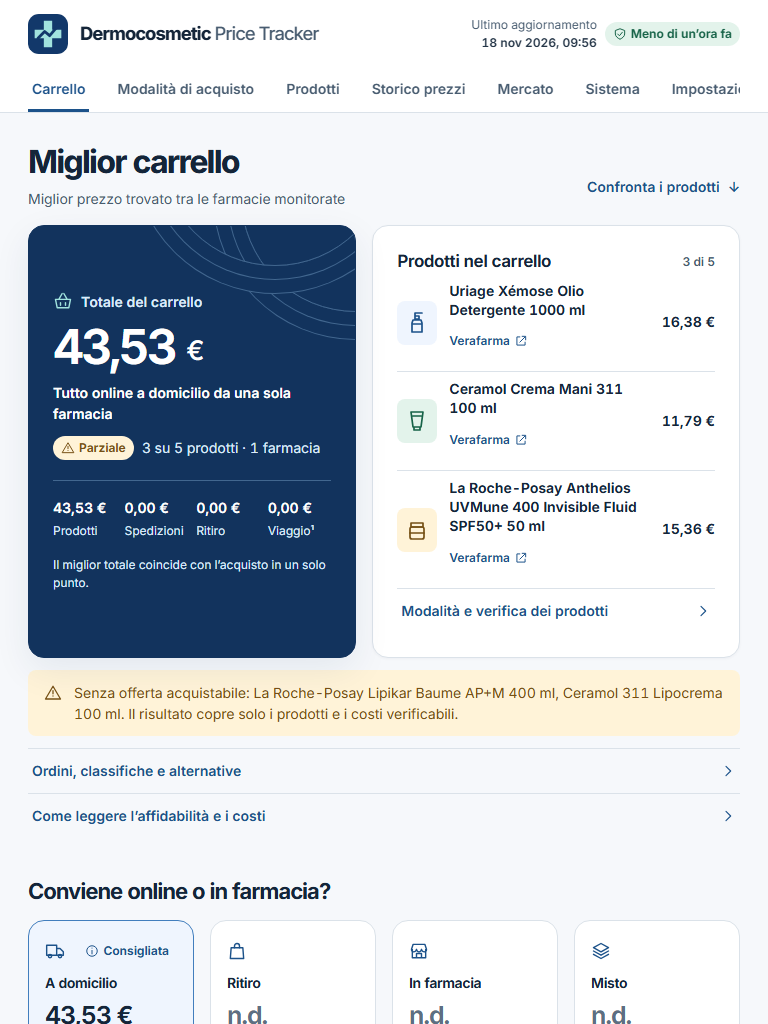 Dermocosmetic Price Tracker
Ultimo aggiornamento
18 nov 2026, 09:56
Meno di un'ora fa
Carrello
Modalità di acquisto
Prodotti
Storico prezzi
Mercato
Sistema
Impostazi
Miglior carrello
Miglior prezzo trovato tra le farmacie monitorate
Confronta i prodotti
Totale del carrello
43,53 €
Tutto online a domicilio da una sola
farmacia
Parziale
3 su 5 prodotti · 1 farmacia
43,53 € 0,00 € 0,00 € 0,00 €
Prodotti Spedizioni Ritiro Viaggio¹
Il miglior totale coincide con l'acquisto in un solo
punto.
Prodotti nel carrello
3 di 5
Uriage Xémose Olio
Detergente 1000 ml
16,38 €
Verafarma
Ceramol Crema Mani 311
100 ml
11,79 €
Verafarma
La Roche-Posay Anthelios
UVMune 400 Invisible Fluid
SPF50+ 50 ml
15,36 €
Verafarma
Modalità e verifica dei prodotti
Senza offerta acquistabile: La Roche-Posay Lipikar Baume AP+M 400 ml, Ceramol 311 Lipocrema
100 ml. Il risultato copre solo i prodotti e i costi verificabili.
Ordini, classifiche e alternative
Come leggere l'affidabilità e i costi
Conviene online o in farmacia?
Consigliata
A domicilio
43,53 €
Ritiro
n.d.
In farmacia
n.d.
Misto
n.d.